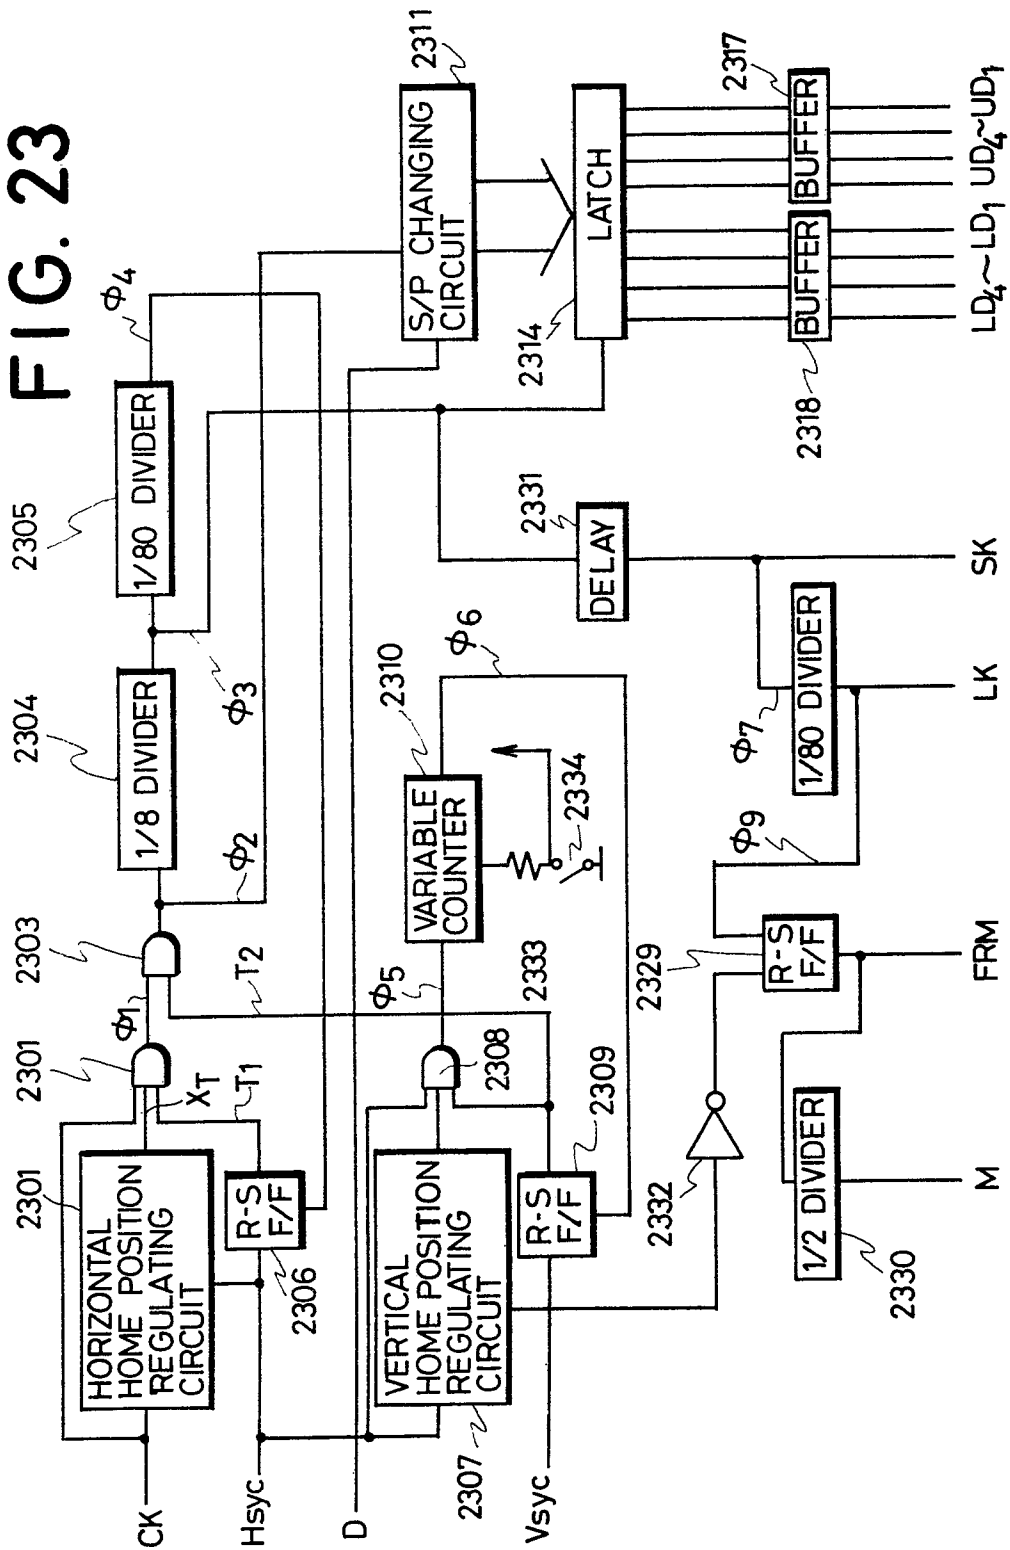 FIG. 23
2301
2301
2303
2304
2305
HORIZONTAL
HOME POSITION
REGULATING
CIRCUIT
XT
T1
ϕ1
T2
ϕ2
1/8 DIVIDER
ϕ3
1/80 DIVIDER
ϕ4
CK
Hsyc
R-S
F/F
2306
D
VERTICAL
HOME POSITION
REGULATING
CIRCUIT
2307
2308
ϕ5
2333
VARIABLE
COUNTER
2310
2334
ϕ6
S/P CHANGING
CIRCUIT
2311
Vsyc
R-S
F/F
2309
DELAY
2331
LATCH
2314
2332
R-S
F/F
2329
ϕ9
ϕ7
1/80 DIVIDER
1/2 DIVIDER
2330
BUFFER
2318
BUFFER
2317
M
FRM
LK
SK
LD4~LD1
UD4~UD1